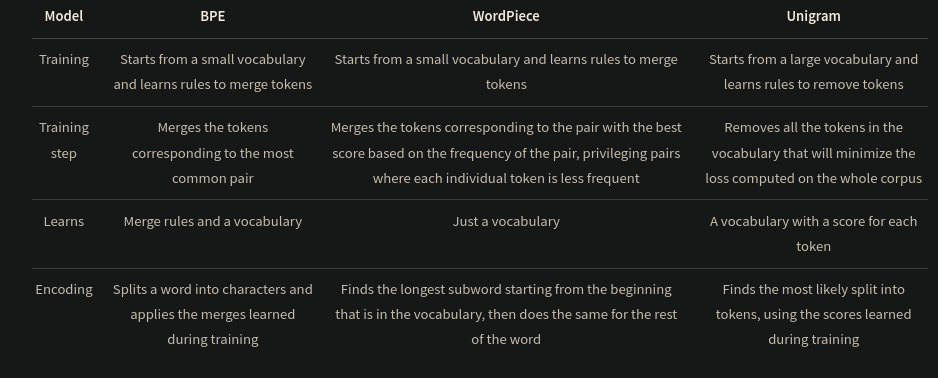 Model BPE WordPiece Unigram
Training Starts from a small vocabulary and learns rules to merge tokens Starts from a small vocabulary and learns rules to merge tokens Starts from a large vocabulary and learns rules to remove tokens
Training step Merges the tokens corresponding to the most common pair Merges the tokens corresponding to the pair with the best score based on the frequency of the pair, privileging pairs where each individual token is less frequent Removes all the tokens in the vocabulary that will minimize the loss computed on the whole corpus
Learns Merge rules and a vocabulary Just a vocabulary A vocabulary with a score for each token
Encoding Splits a word into characters and applies the merges learned during training Finds the longest subword starting from the beginning that is in the vocabulary, then does the same for the rest of the word Finds the most likely split into tokens, using the scores learned during training